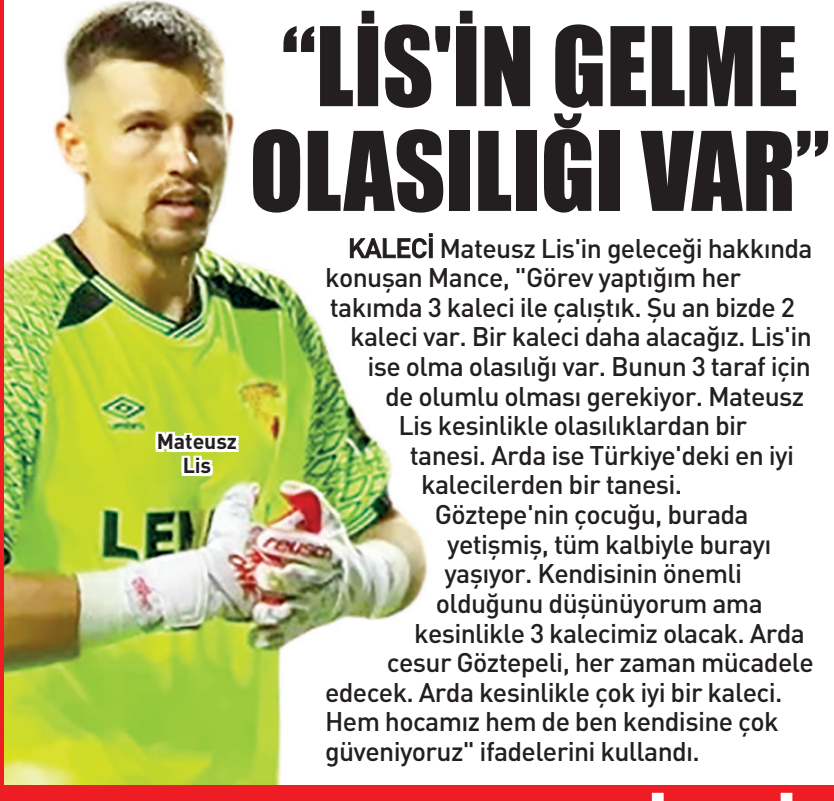 “LİS'İN GELME
OLASILIĞI VAR”
KALECİ Mateusz Lis'in geleceği hakkında
konuşan Mance, "Görev yaptığım her
takımda 3 kaleci ile çalıştık. Şu an bizde 2
kaleci var. Bir kaleci daha alacağız. Lis'in
ise olma olasılığı var. Bunun 3 taraf için
de olumlu olması gerekiyor. Mateusz
Lis kesinlikle olasılıklardan bir
tanesi. Arda ise Türkiye'deki en iyi
kalecilerden bir tanesi.
Göztepe'nin çocuğu, burada
yetişmiş, tüm kalbiyle burayı
yaşıyor. Kendisinin önemli
olduğunu düşünüyorum ama
kesinlikle 3 kalecimiz olacak. Arda
cesur Göztepeli, her zaman mücadele
edecek. Arda kesinlikle çok iyi bir kaleci.
Hem hocamız hem de ben kendisine çok
güveniyoruz" ifadelerini kullandı.
umbro
Mateusz
Lis
LE
reusch